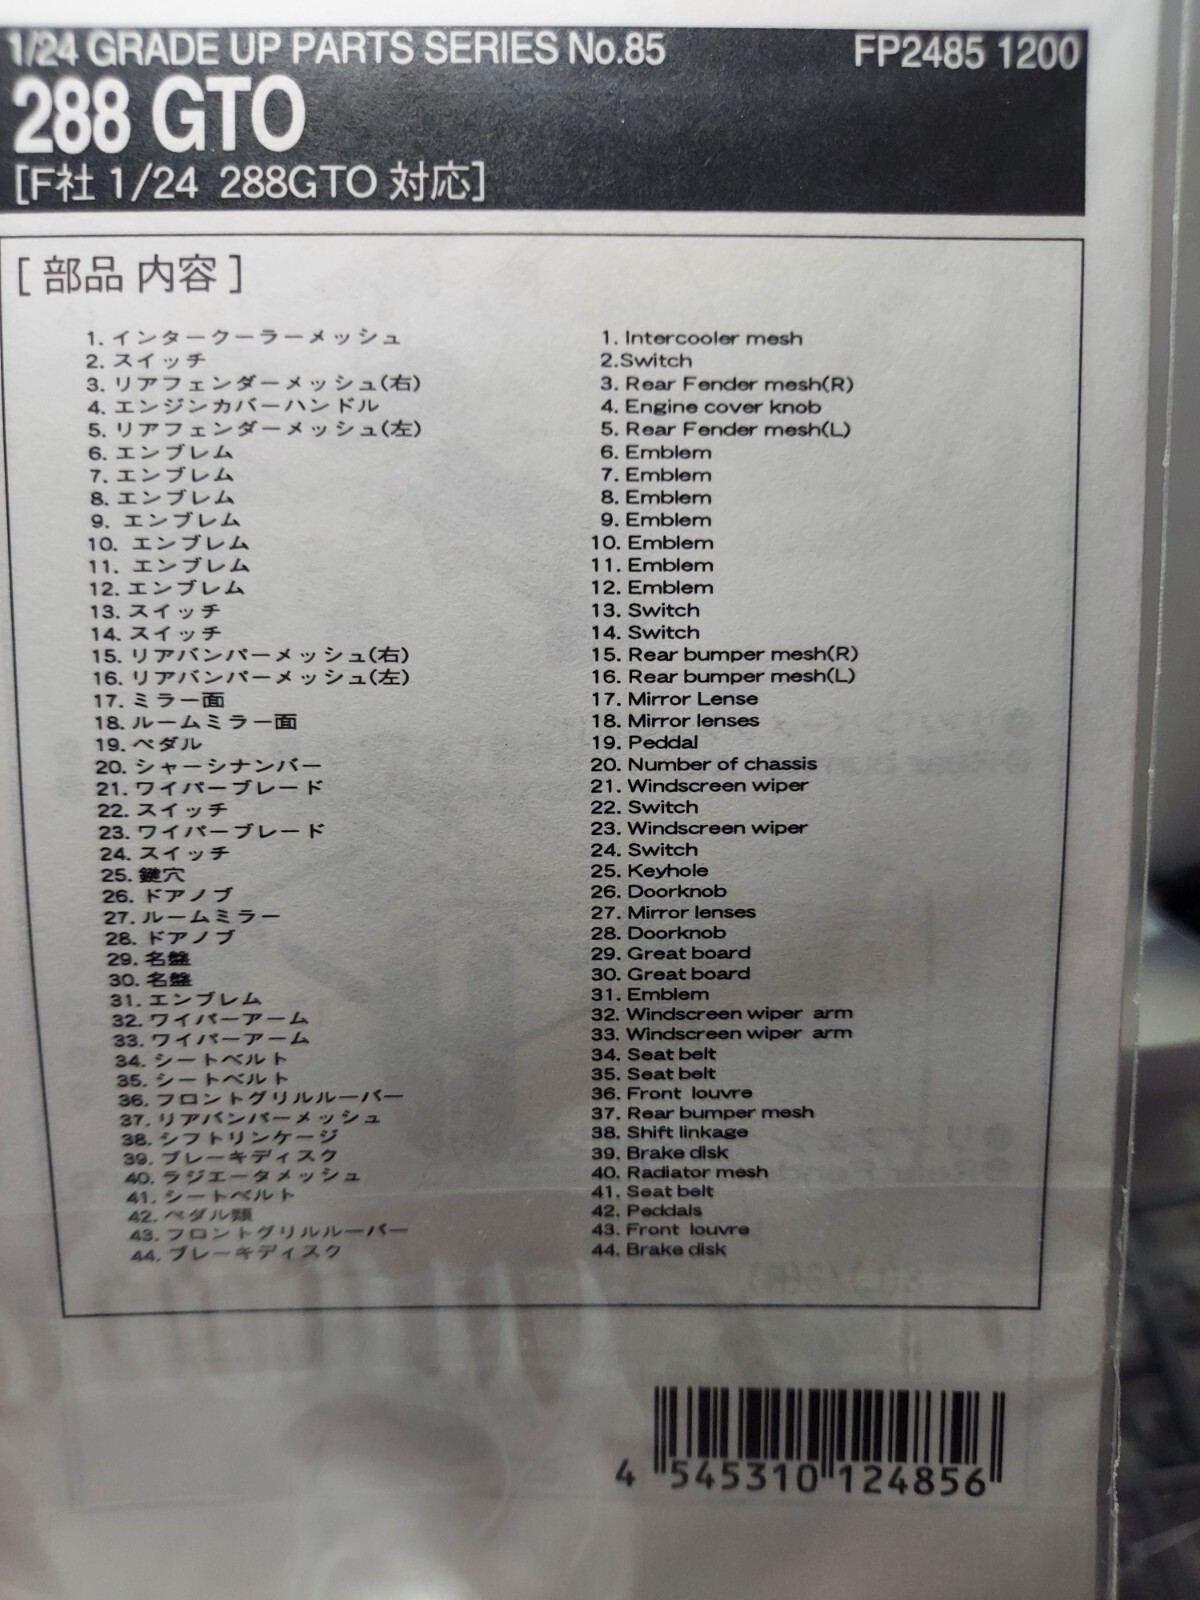 1/24 GRADE UP PARTS SERIES No.85 FP2485 1200
288 GTO
[F社 1/24 288GTO 対応]
[ 部品 内容 ]
1. インタークーラーメッシュ 1. Intercooler mesh
2. スイッチ 2.Switch
3. リアフェンダーメッシュ(右) 3. Rear Fender mesh(R)
4. エンジンカバーハンドル 4. Engine cover knob
5. リアフェンダーメッシュ(左) 5. Rear Fender mesh(L)
6. エンブレム 6. Emblem
7. エンブレム 7. Emblem
8. エンブレム 8. Emblem
9. エンブレム 9. Emblem
10. エンブレム 10. Emblem
11. エンブレム 11. Emblem
12. エンブレム 12. Emblem
13. スイッチ 13. Switch
14. スイッチ 14. Switch
15. リアバンパーメッシュ(右) 15. Rear bumper mesh(R)
16. リアバンパーメッシュ(左) 16. Rear bumper mesh(L)
17. ミラー面 17. Mirror Lense
18. ルームミラー面 18. Mirror lenses
19. ペダル 19. Peddal
20. シャーシナンバー 20. Number of chassis
21. ワイパーブレード 21. Windscreen wiper
22. スイッチ 22. Switch
23. ワイパーブレード 23. Windscreen wiper
24. スイッチ 24. Switch
25. 鍵穴 25. Keyhole
26. ドアノブ 26. Doorknob
27. ルームミラー 27. Mirror lenses
28. ドアノブ 28. Doorknob
29. 名盤 29. Great board
30. 名盤 30. Great board
31. エンブレム 31. Emblem
32. ワイパーアーム 32. Windscreen wiper arm
33. ワイパーアーム 33. Windscreen wiper arm
34. シートベルト 34. Seat belt
35. シートベルト 35. Seat belt
36. フロントグリルルーバー 36. Front louvre
37. リアバンパーメッシュ 37. Rear bumper mesh
38. シフトリンケージ 38. Shift linkage
39. ブレーキディスク 39. Brake disk
40. ラジエータメッシュ 40. Radiator mesh
41. シートベルト 41. Seat belt
42. ペダル類 42. Peddals
43. フロントグリルルーバー 43. Front louvre
44. ブレーキディスク 44. Brake disk
4 545310 124856